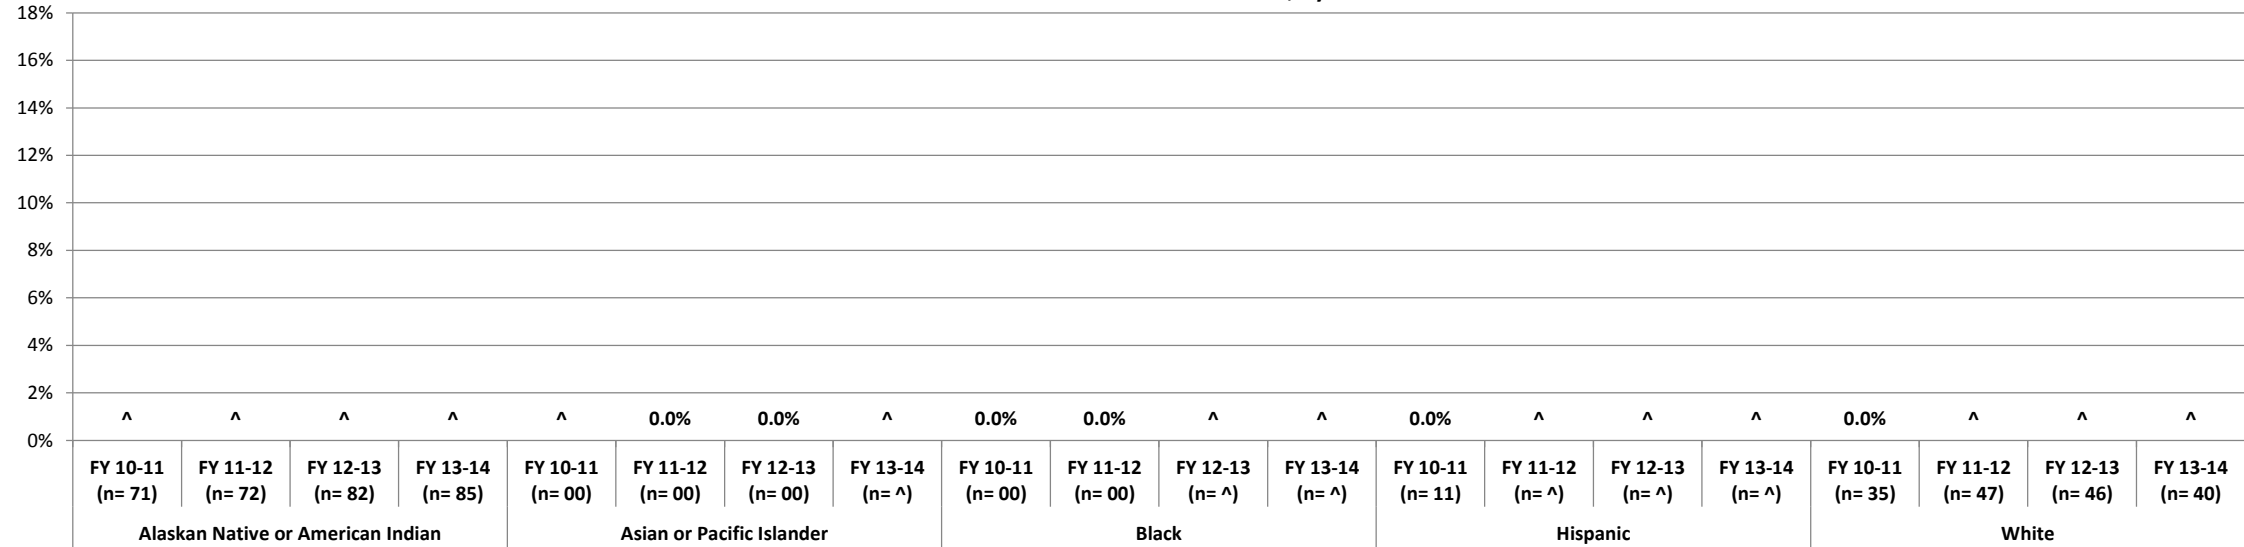 18%
16%
14%
12%
10%
8%
6%
4%
2%
0%
^ ^ ^ ^ ^ 0.0% 0.0% ^ 0.0% 0.0% ^ ^ 0.0% ^ ^ ^ 0.0% ^ ^ ^
FY 10-11 FY 11-12 FY 12-13 FY 13-14 FY 10-11 FY 11-12 FY 12-13 FY 13-14 FY 10-11 FY 11-12 FY 12-13 FY 13-14 FY 10-11 FY 11-12 FY 12-13 FY 13-14 FY 10-11 FY 11-12 FY 12-13 FY 13-14
(n= 71) (n= 72) (n= 82) (n= 85) (n= 00) (n= 00) (n= 00) (n= ^) (n= 00) (n= 00) (n= ^) (n= ^) (n= 11) (n= ^) (n= ^) (n= ^) (n= 35) (n= 47) (n= 46) (n= 40)
Alaskan Native or American Indian Asian or Pacific Islander Black Hispanic White